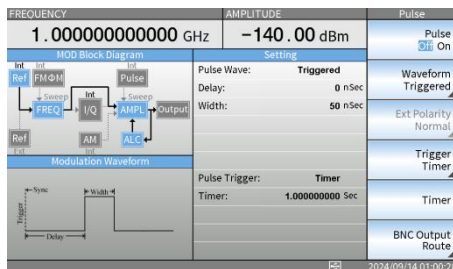 FREQUENCY
AMPLITUDE
Pulse
1.000000000000 GHz
-140.00 dBm
Pulse
Off On
MOD Block Diagram
Setting
Int Int Int
Ref FMΦM Pulse
Sweep Int Sweep
FREQ I/Q AMPL Output
Ref AM ALC
Ext Int
Pulse Wave: Triggered
Delay: 0 nSec
Width: 50 nSec
Waveform
Triggered
Ext Polarity
Normal
Modulation Waveform
Sync Width
Trigger
Delay
Pulse Trigger: Timer
Timer: 1.000000000 Sec
Trigger
Timer
Timer
BNC Output
Route
2024/09/14 01:00:2